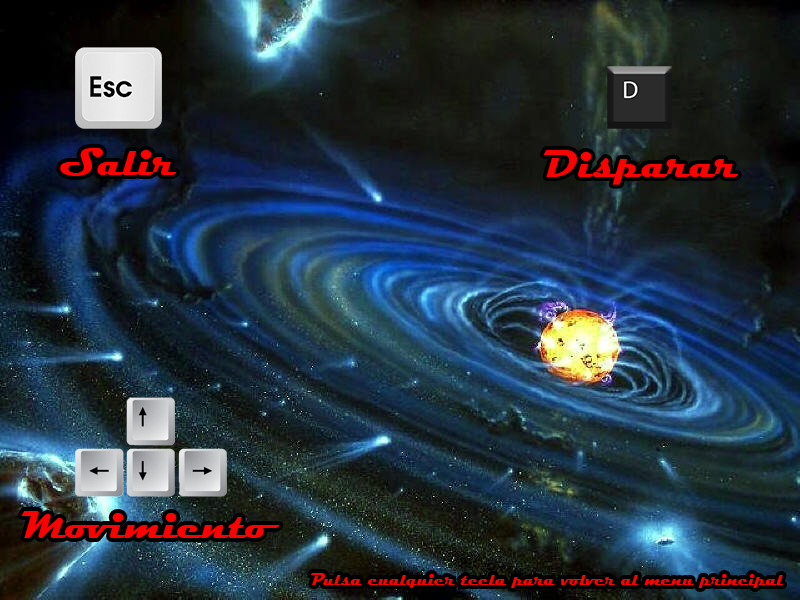 Esc
D
Salir
Disparar
↑
← ↓ →
Movimiento
Pulsa cualquier tecla para volver al menu principal